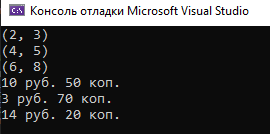 Консоль отладки Microsoft Visual Studio
(2, 3)
(4, 5)
(6, 8)
10 руб. 50 коп.
3 руб. 70 коп.
14 руб. 20 коп.